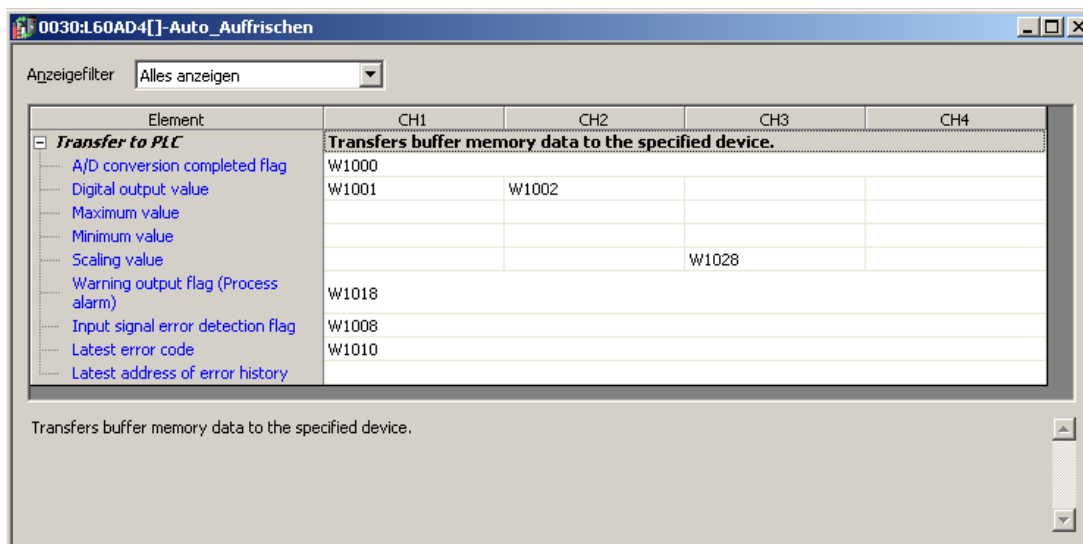 0030:L60AD4[]-Auto_Auffrischen
Anzeigefilter Alles anzeigen
Element CH1 CH2 CH3 CH4
Transfer to PLC Transfers buffer memory data to the specified device.
A/D conversion completed flag W1000
Digital output value W1001 W1002
Maximum value
Minimum value
Scaling value W1028
Warning output flag (Process
alarm) W1018
Input signal error detection flag W1008
Latest error code W1010
Latest address of error history
Transfers buffer memory data to the specified device.